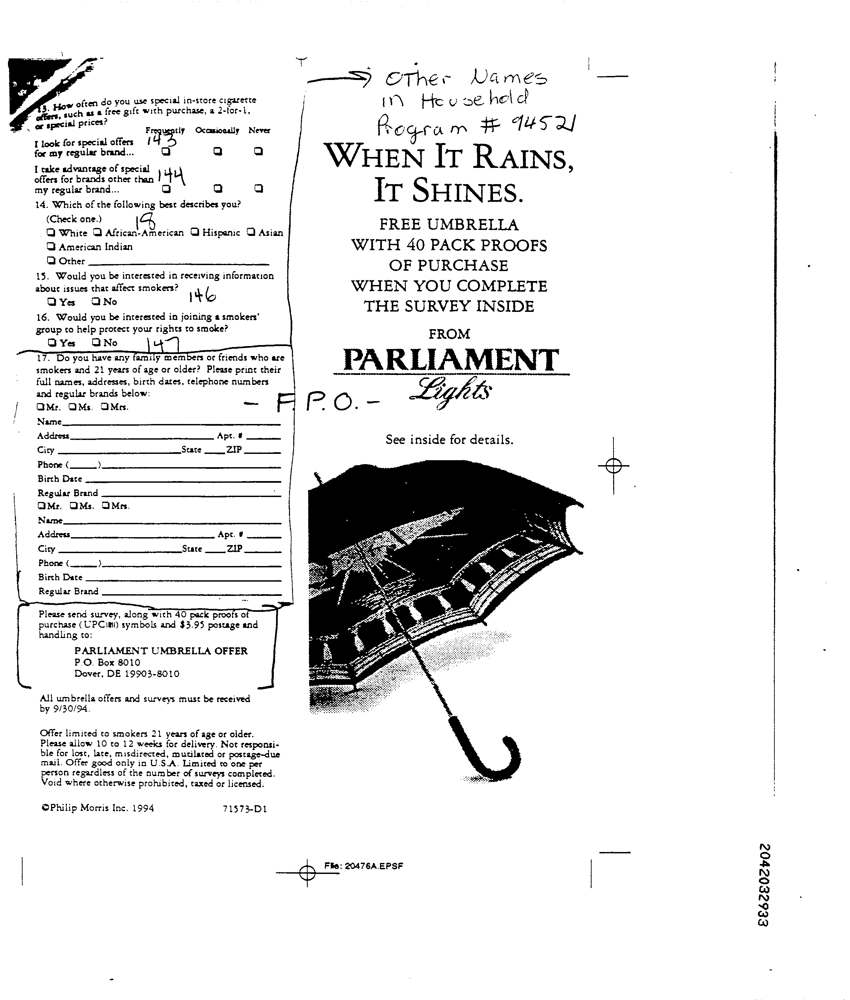 13. How often do you use special in-store cigarette
offers, such as a free gift with purchase, a 2-for-1,
or special prices?
Frequently Occasionally Never
I look for special offers 143
for my regular brand...
I take advantage of special
offers for brands other than 144
my regular brand...
14. Which of the following best describes you?
(Check one.) 18
White African-American Hispanic Asian
American Indian
Other
15. Would you be interested in receiving information
about issues that affect smokers?
Yes No 146
16. Would you be interested in joining a smokers'
group to help protect your rights to smoke?
Yes No 147
17. Do you have any family members or friends who are
smokers and 21 years of age or older? Please print their
full names, addresses, birth dates, telephone numbers
and regular brands below:
Mr. Ms. Mrs.
Name
Address Apt. #
City State ZIP
Phone ( )
Birth Date
Regular Brand
Mr. Ms. Mrs.
Name
Address Apt. #
City State ZIP
Phone ( )
Birth Date
Regular Brand
Please send survey, along with 40 pack proofs of
purchase (UPC) symbols and $3.95 postage and
handling to:
PARLIAMENT UMBRELLA OFFER
P.O. Box 8010
Dover, DE 19903-8010
All umbrella offers and surveys must be received
by 9/30/94.
Offer limited to smokers 21 years of age or older.
Please allow 10 to 12 weeks for delivery. Not responsi-
ble for lost, late, misdirected, mutilated or postage-due
mail. Offer good only in U.S.A. Limited to one per
person regardless of the number of surveys completed.
Void where otherwise prohibited, taxed or licensed.
©Philip Morris Inc. 1994 71573-D1
Other Names
in Household
Program # 94521
WHEN IT RAINS,
IT SHINES.
FREE UMBRELLA
WITH 40 PACK PROOFS
OF PURCHASE
WHEN YOU COMPLETE
THE SURVEY INSIDE
FROM
PARLIAMENT
Lights
- F.P.O. -
See inside for details.
File: 20476A.EPSF
2042032933